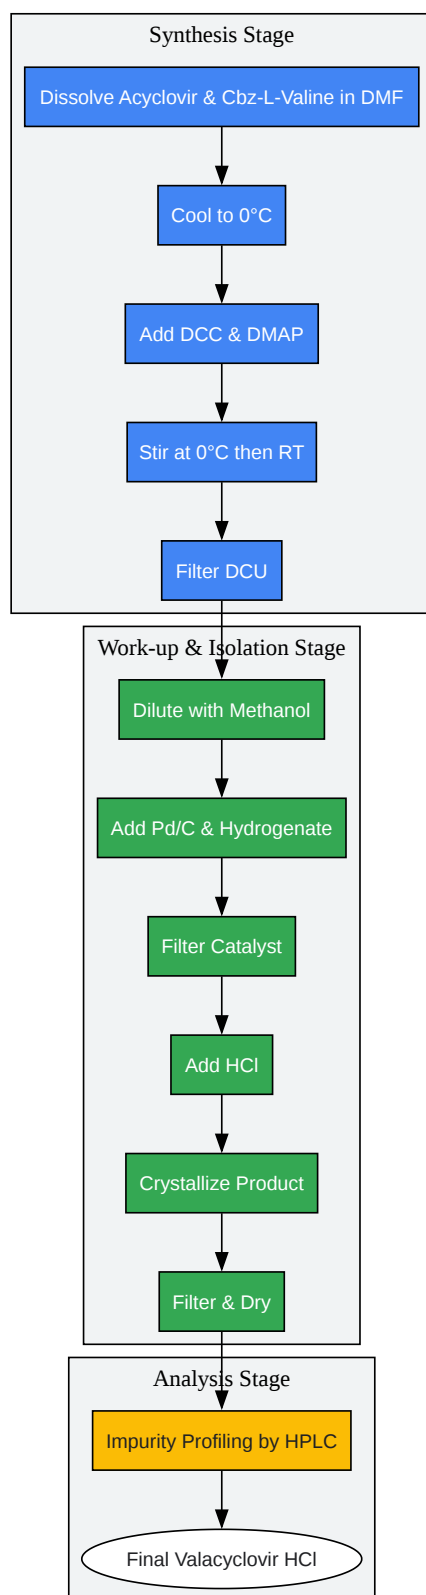 Synthesis Stage
Dissolve Acyclovir & Cbz-L-Valine in DMF
Cool to 0°C
Add DCC & DMAP
Stir at 0°C then RT
Filter DCU
Work-up & Isolation Stage
Dilute with Methanol
Add Pd/C & Hydrogenate
Filter Catalyst
Add HCl
Crystallize Product
Filter & Dry
Analysis Stage
Impurity Profiling by HPLC
Final Valacyclovir HCl